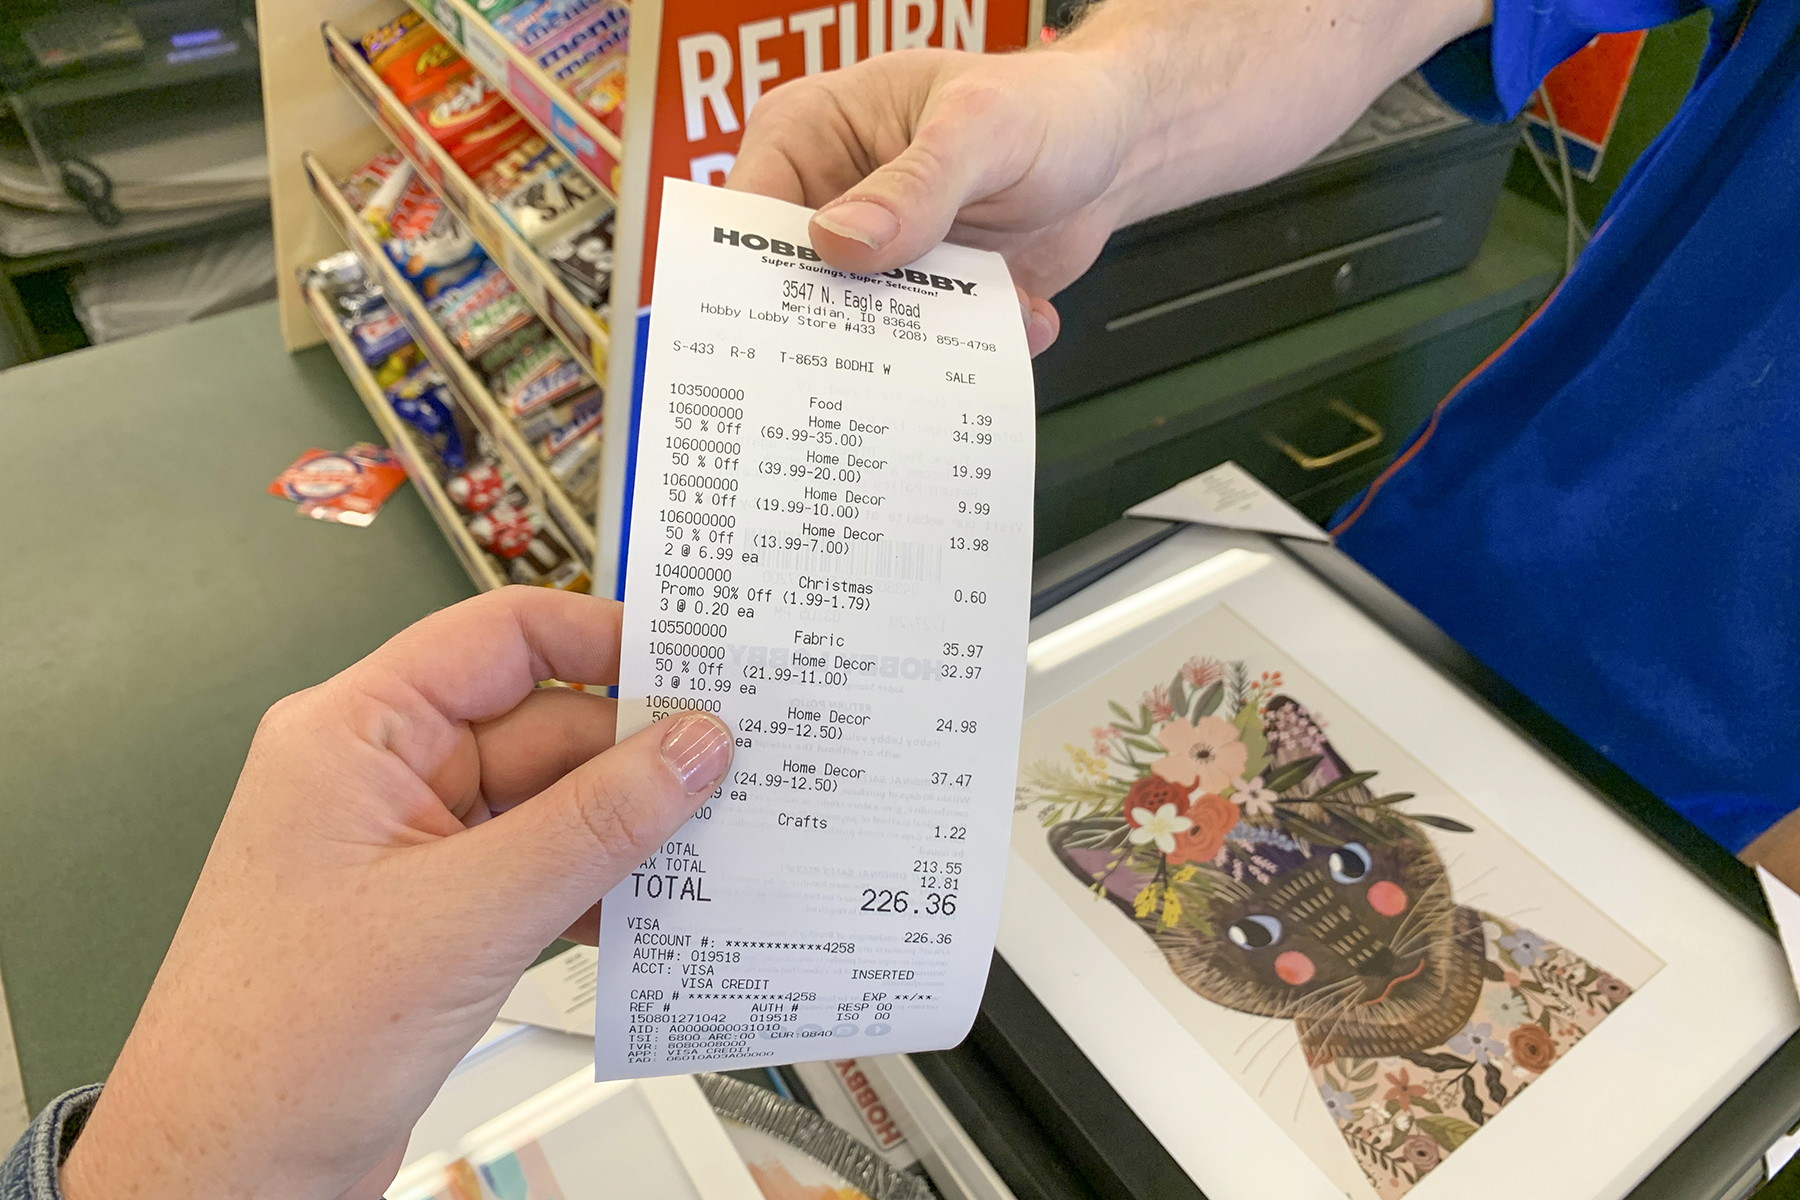 RETURN
HOBBY LOBBY
Super Savings, Super Selection!
3547 N. Eagle Road
Meridian, ID 83646
Hobby Lobby Store #433 (208) 855-4798
S-433 R-8 T-8653 BODHI W SALE
103500000 Food 1.39
106000000 Home Decor 34.99
50 % Off (69.99-35.00)
106000000 Home Decor 19.99
50 % Off (39.99-20.00)
106000000 Home Decor 9.99
50 % Off (19.99-10.00)
106000000 Home Decor 13.98
50 % Off (13.99-7.00)
2 @ 6.99 ea
104000000 Christmas 0.60
Promo 90% Off (1.99-1.79)
3 @ 0.20 ea
105500000 Fabric 35.97
106000000 Home Decor 32.97
50 % Off (21.99-11.00)
3 @ 10.99 ea
106000000 Home Decor 24.98
(24.99-12.50)
ea
Home Decor 37.47
(24.99-12.50)
ea
Crafts 1.22
TOTAL 213.55
TOTAL 12.81
TOTAL 226.36
VISA 226.36
ACCOUNT #: ************4258
AUTH#: 019518
ACCT: VISA INSERTED
VISA CREDIT
CARD # ************4258 EXP **/**
REF # AUTH # RESP 00
150801271042 019518 ISO 00
AID: A0000000031010
TSI: 6800 ARC:00 CUR:0840
TVR: 8080008000
APP: VISA CREDIT
IAD: 06010A03A00000
HOBBY